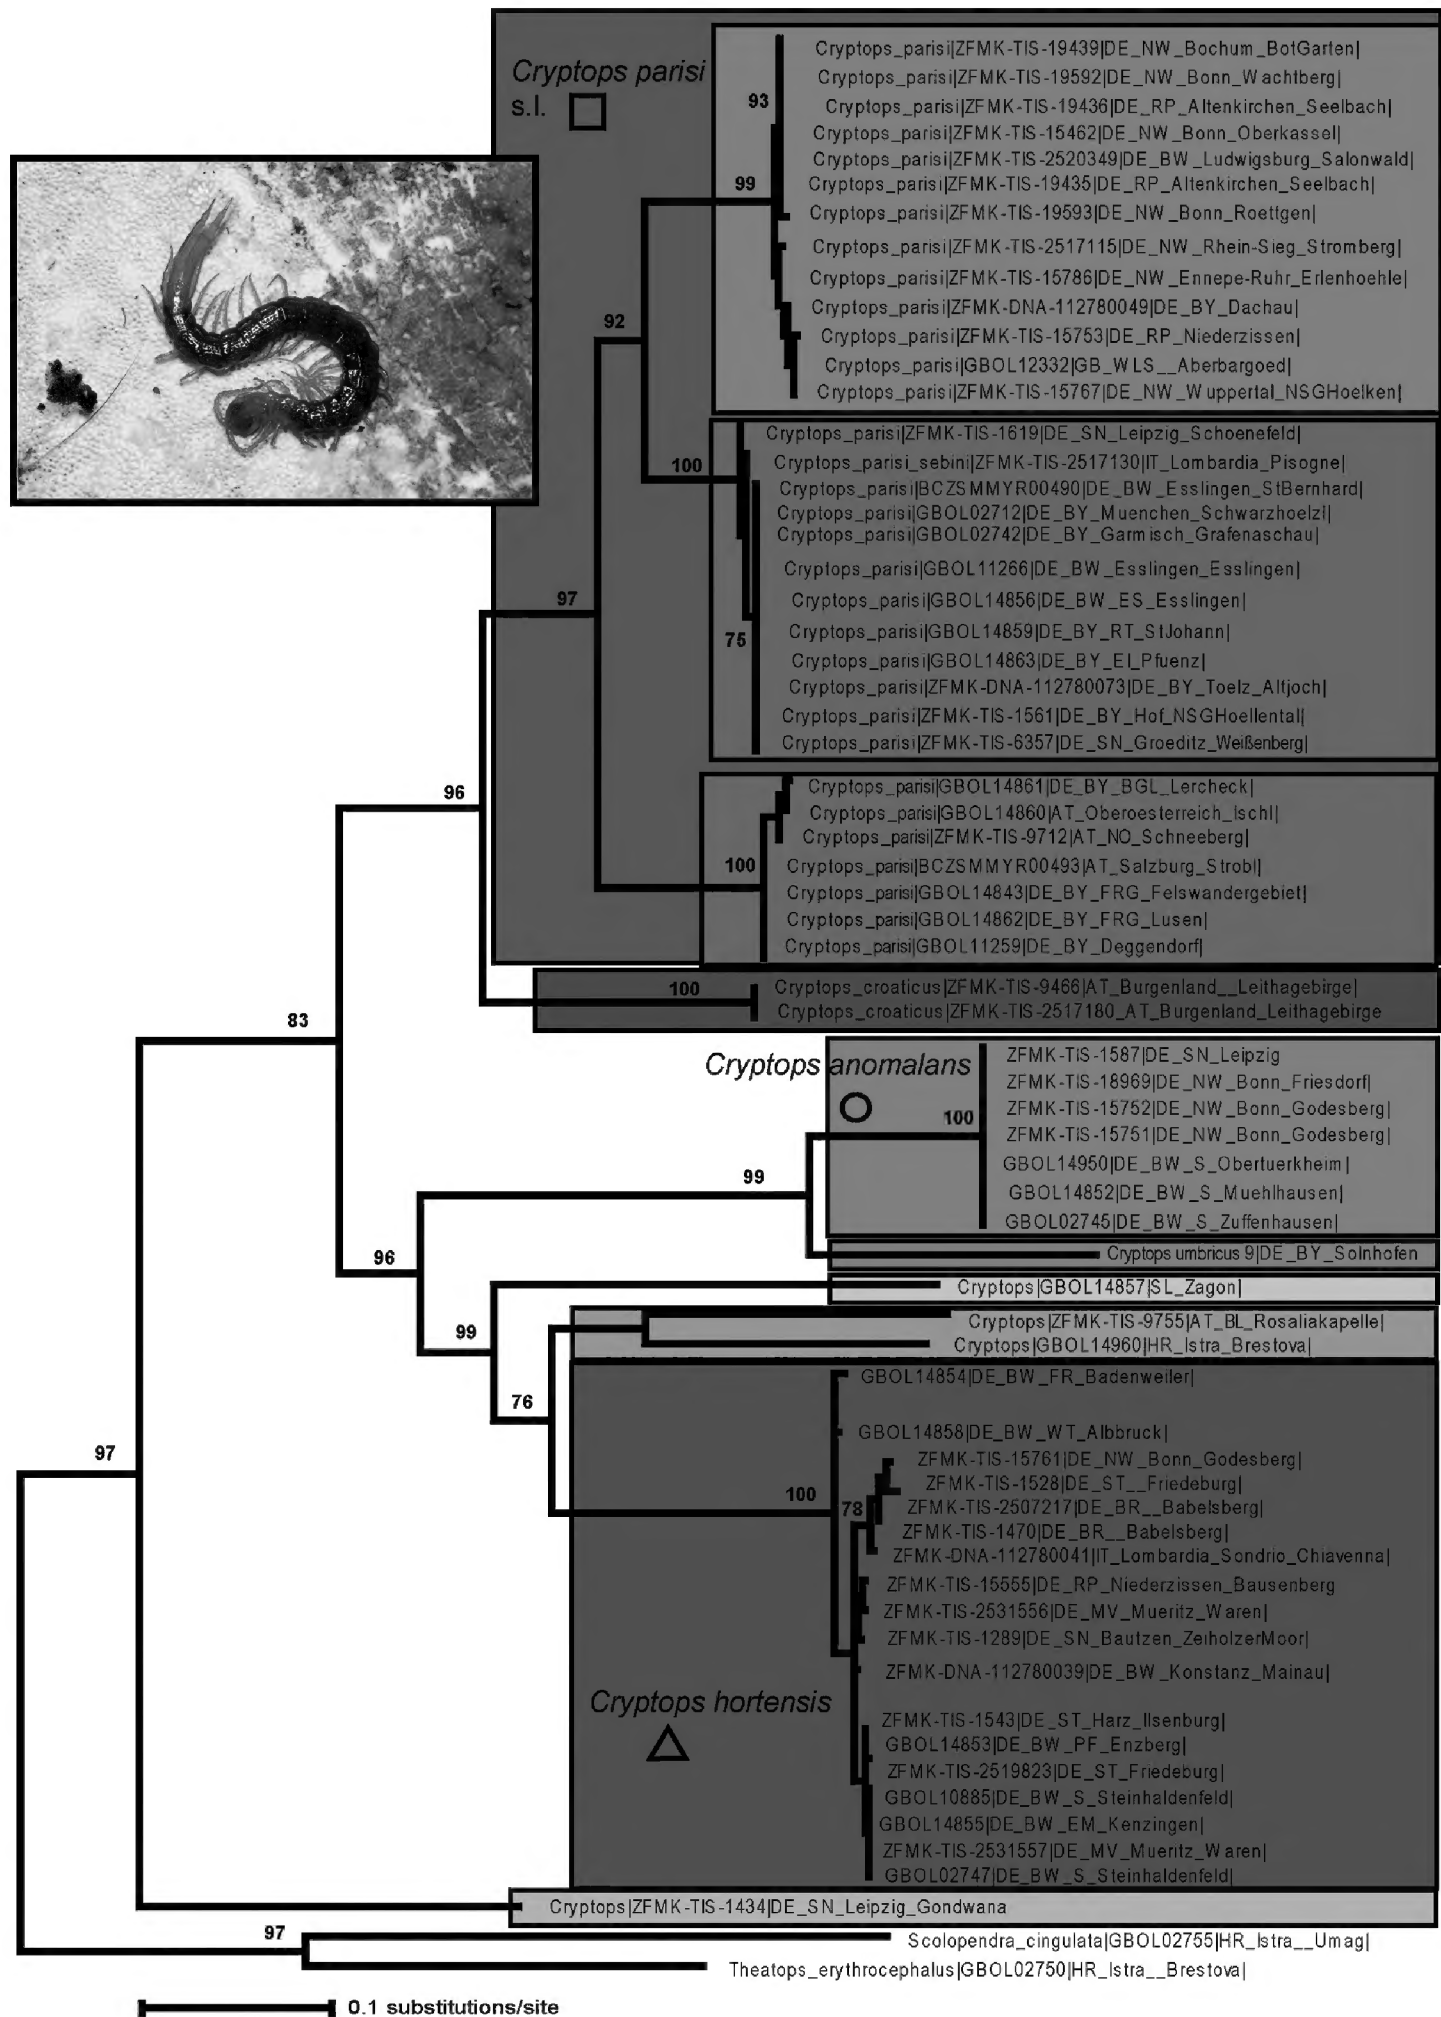 Cryptops parisi
s.l.
93
Cryptops_parisi|ZFMK-TIS-19439|DE_NW_Bochum_BotGarten|
Cryptops_parisi|ZFMK-TIS-19592|DE_NW_Bonn_Wachtberg|
Cryptops_parisi|ZFMK-TIS-19436|DE_RP_Altenkirchen_Seelbach|
Cryptops_parisi|ZFMK-TIS-15462|DE_NW_Bonn_Oberkassel|
Cryptops_parisi|ZFMK-TIS-2520349|DE_BW_Ludwigsburg_Salonwald|
99
Cryptops_parisi|ZFMK-TIS-19435|DE_RP_Altenkirchen_Seelbach|
Cryptops_parisi|ZFMK-TIS-19593|DE_NW_Bonn_Roettgen|
Cryptops_parisi|ZFMK-TIS-2517115|DE_NW_Rhein-Sieg_Stromberg|
Cryptops_parisi|ZFMK-TIS-15786|DE_NW_Ennepe-Ruhr_Erlenhoehle|
Cryptops_parisi|ZFMK-DNA-112780049|DE_BY_Dachau|
92
Cryptops_parisi|ZFMK-TIS-15753|DE_RP_Niederzissen|
Cryptops_parisi|GBOL12332|GB_WLS__Aberbargoed|
Cryptops_parisi|ZFMK-TIS-15767|DE_NW_Wuppertal_NSGHoelken|
Cryptops_parisi|ZFMK-TIS-1619|DE_SN_Leipzig_Schoenefeld|
100
Cryptops_parisi_sebini|ZFMK-TIS-2517130|IT_Lombardia_Pisogne|
Cryptops_parisi|BCZSMMYR00490|DE_BW_Esslingen_StBernhard|
Cryptops_parisi|GBOL02712|DE_BY_Muenchen_Schwarzhoelzl|
Cryptops_parisi|GBOL02742|DE_BY_Garmisch_Grafenaschau|
Cryptops_parisi|GBOL11266|DE_BW_Esslingen_Esslingen|
97
Cryptops_parisi|GBOL14856|DE_BW_ES_Esslingen|
75
Cryptops_parisi|GBOL14859|DE_BY_RT_StJohann|
Cryptops_parisi|GBOL14863|DE_BY_EI_Pfuenz|
Cryptops_parisi|ZFMK-DNA-112780073|DE_BY_Toelz_Altjoch|
Cryptops_parisi|ZFMK-TIS-1561|DE_BY_Hof_NSGHoellental|
Cryptops_parisi|ZFMK-TIS-6357|DE_SN_Groeditz_Weißenberg|
96
Cryptops_parisi|GBOL14861|DE_BY_BGL_Lercheck|
Cryptops_parisi|GBOL14860|AT_Oberoesterreich_Ischl|
Cryptops_parisi|ZFMK-TIS-9712|AT_NO_Schneeberg|
100
Cryptops_parisi|BCZSMMYR00493|AT_Salzburg_Strobl|
Cryptops_parisi|GBOL14843|DE_BY_FRG_Felswandergebiet|
Cryptops_parisi|GBOL14862|DE_BY_FRG_Lusen|
Cryptops_parisi|GBOL11259|DE_BY_Deggendorf|
100
Cryptops_croaticus|ZFMK-TIS-9466|AT_Burgenland__Leithagebirge|
Cryptops_croaticus|ZFMK-TIS-2517180_AT_Burgenland_Leithagebirge
83
Cryptops anomalans
ZFMK-TIS-1587|DE_SN_Leipzig
ZFMK-TIS-18969|DE_NW_Bonn_Friesdorf|
ZFMK-TIS-15752|DE_NW_Bonn_Godesberg|
100
ZFMK-TIS-15751|DE_NW_Bonn_Godesberg|
GBOL14950|DE_BW_S_Obertuerkheim|
99
GBOL14852|DE_BW_S_Muehlhausen|
GBOL02745|DE_BW_S_Zuffenhausen|
96
Cryptops umbricus 9|DE_BY_Solnhofen
Cryptops|GBOL14857|SL_Zagon|
99
Cryptops|ZFMK-TIS-9755|AT_BL_Rosaliakapelle|
Cryptops|GBOL14960|HR_Istra_Brestova|
76
GBOL14854|DE_BW_FR_Badenweiler|
GBOL14858|DE_BW_WT_Albbruck|
97
ZFMK-TIS-15761|DE_NW_Bonn_Godesberg|
ZFMK-TIS-1528|DE_ST__Friedeburg|
100
78
ZFMK-TIS-2507217|DE_BR__Babelsberg|
ZFMK-TIS-1470|DE_BR__Babelsberg|
ZFMK-DNA-112780041|IT_Lombardia_Sondrio_Chiavenna|
ZFMK-TIS-15555|DE_RP_Niederzissen_Bausenberg
ZFMK-TIS-2531556|DE_MV_Mueritz_Waren|
ZFMK-TIS-1289|DE_SN_Bautzen_ZeiholzerMoor|
ZFMK-DNA-112780039|DE_BW_Konstanz_Mainau|
Cryptops hortensis
ZFMK-TIS-1543|DE_ST_Harz_Ilsenburg|
GBOL14853|DE_BW_PF_Enzberg|
ZFMK-TIS-2519823|DE_ST_Friedeburg|
GBOL10885|DE_BW_S_Steinhaldenfeld|
GBOL14855|DE_BW_EM_Kenzingen|
ZFMK-TIS-2531557|DE_MV_Mueritz_Waren|
GBOL02747|DE_BW_S_Steinhaldenfeld|
Cryptops|ZFMK-TIS-1434|DE_SN_Leipzig_Gondwana
97
Scolopendra_cingulata|GBOL02755|HR_Istra__Umag|
Theatops_erythrocephalus|GBOL02750|HR_Istra__Brestova|
0.1 substitutions/site